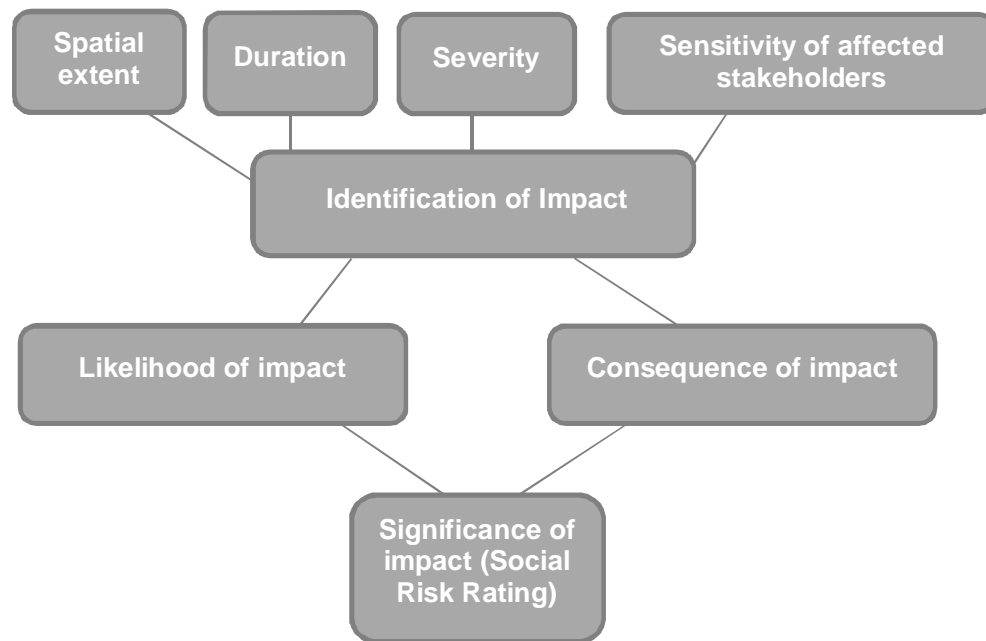 Spatial
extent
Duration
Severity
Sensitivity of affected
stakeholders
Identification of Impact
Likelihood of impact
Consequence of impact
Significance of
impact (Social
Risk Rating)